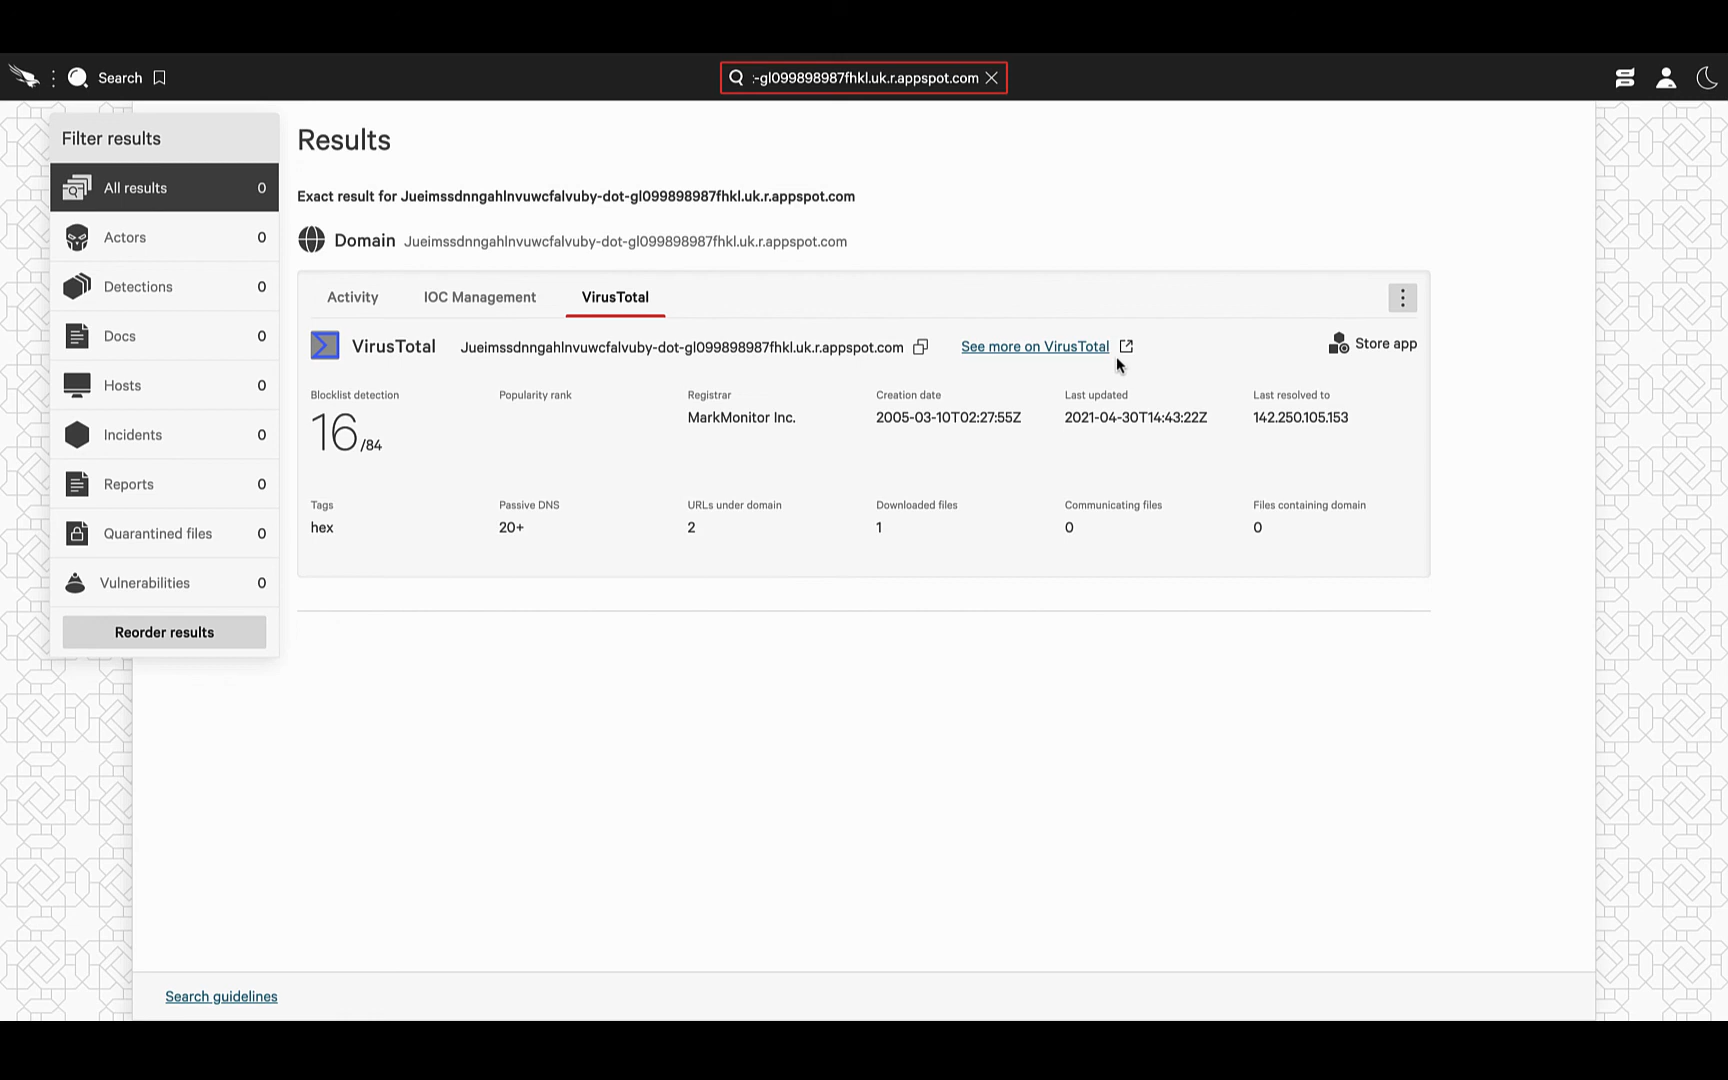 Search
:-gl099898987fhkl.uk.r.appspot.com
Filter results
All results 0
Actors 0
Detections 0
Docs 0
Hosts 0
Incidents 0
Reports 0
Quarantined files 0
Vulnerabilities 0
Reorder results
Results
Exact result for Jueimssdnngahlnvuwcfalvuby-dot-gl099898987fhkl.uk.r.appspot.com
Domain Jueimssdnngahlnvuwcfalvuby-dot-gl099898987fhkl.uk.r.appspot.com
Activity IOC Management VirusTotal
VirusTotal Jueimssdnngahlnvuwcfalvuby-dot-gl099898987fhkl.uk.r.appspot.com See more on VirusTotal Store app
Blocklist detection Popularity rank Registrar Creation date Last updated Last resolved to
16/84 MarkMonitor Inc. 2005-03-10T02:27:55Z 2021-04-30T14:43:22Z 142.250.105.153
Tags Passive DNS URLs under domain Downloaded files Communicating files Files containing domain
hex 20+ 2 1 0 0
Search guidelines